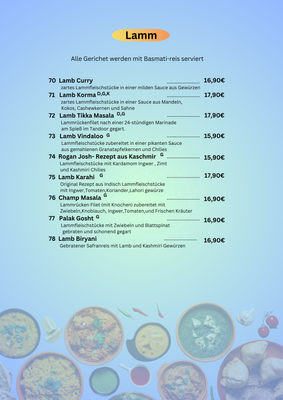 Lamm
Alle Gerichet werden mit Basmati-reis serviert
70 Lamb Curry ................ 16,90€
zartes Lammfleischstücke in einer milden Sauce aus Gewürzen
71 Lamb Korma D,G,K ................ 17,90€
zartes Lammfleischstücke in einer Sauce aus Mandeln,
Kokos, Cashewkernen und Sahne
72 Lamb Tikka Masala D,G ................ 17,90€
Lammrückenfilet nach einer 24-stündigen Marinade
am Spieß im Tandoor gegart.
73 Lamb Vindaloo G ................ 15,90€
Lammfleischstücke zubereitet in einer pikanten Sauce
aus gemahlenen Granatapfelkernen und Chilies
74 Rogan Josh- Rezept aus Kaschmir G ................ 15,90€
Lammfleischstücke mit Kardamom Ingwer , Zimt
und Kashmiri Chilies
75 Lamb Karahi G ................ 17,90€
Original Rezept aus Indisch Lammfleischstücke
mit Ingwer,Tomaten,Koriander,Lahori gewürze
76 Champ Masala G ................ 16,90€
Lammrücken Filet (mit Knochen) zubereitet mit
Zwiebeln,Knoblauch, Ingwer,Tomaten,und Frischen Kräuter
77 Palak Gosht G ................ 16,90€
Lammfleischstücke mit Zwiebeln und Blattspinat
gebraten und schonend gegart
78 Lamb Biryani ................ 16,90€
Gebratener Safranreis mit Lamb und Kashmiri Gewürzen